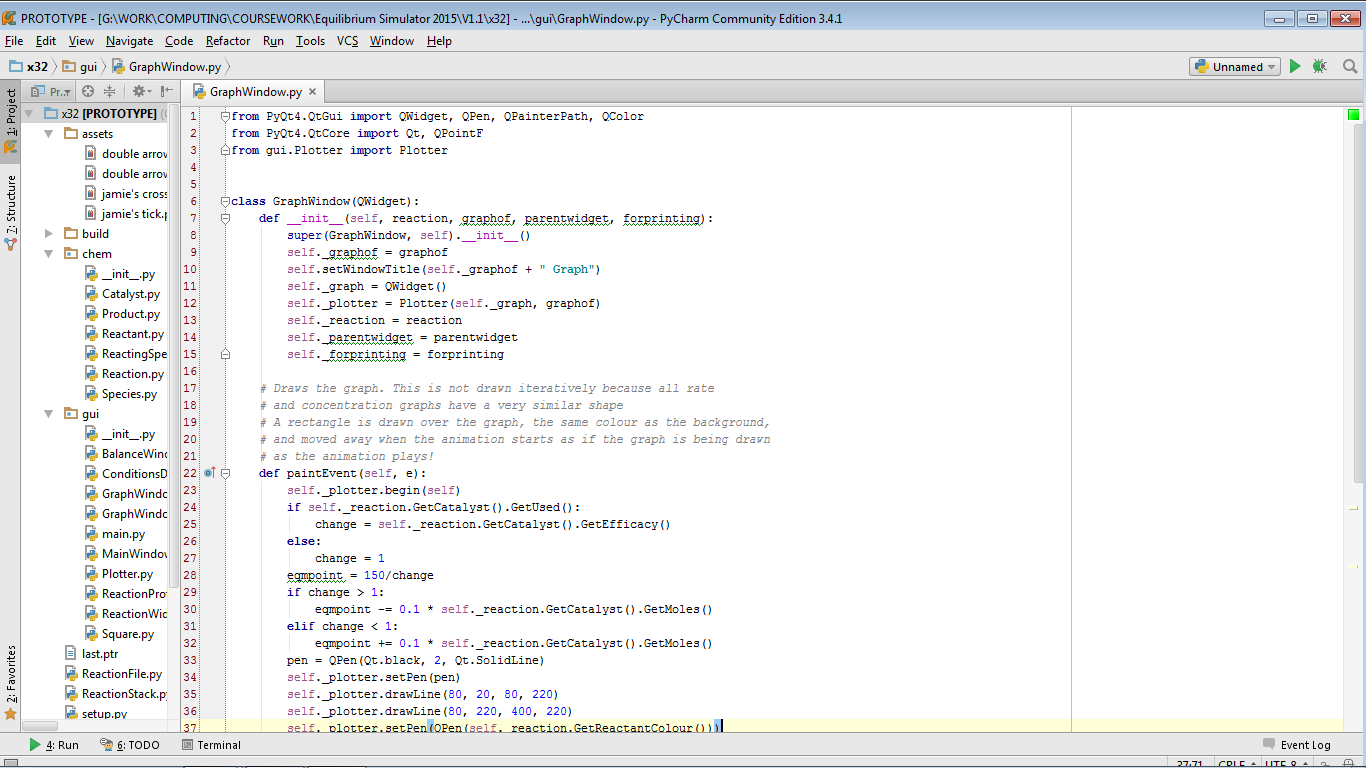 PROTOTYPE - [G:\WORK\COMPUTING\COURSEWORK\Equilibrium Simulator 2015\V1.1\x32] - ...\gui\GraphWindow.py - PyCharm Community Edition 3.4.1
File Edit View Navigate Code Refactor Run Tools VCS Window Help
x32 gui GraphWindow.py Unnamed
1: Project
7: Structure
2: Favorites
Pr..
x32 [PROTOTYPE]
assets
double arrow
double arrow
jamie's cross
jamie's tick.p
build
chem
__init__.py
Catalyst.py
Product.py
Reactant.py
ReactingSpe
Reaction.py
Species.py
gui
__init__.py
BalanceWind
ConditionsD
GraphWindo
GraphWindo
main.py
MainWindow
Plotter.py
ReactionPro
ReactionWid
Square.py
last.ptr
ReactionFile.py
ReactionStack.py
setup.py
GraphWindow.py
1 from PyQt4.QtGui import QWidget, QPen, QPainterPath, QColor
2 from PyQt4.QtCore import Qt, QPointF
3 from gui.Plotter import Plotter
4
5
6 class GraphWindow(QWidget):
7     def __init__(self, reaction, graphof, parentwidget, forprinting):
8         super(GraphWindow, self).__init__()
9         self._graphof = graphof
10         self.setWindowTitle(self._graphof + " Graph")
11         self._graph = QWidget()
12         self._plotter = Plotter(self._graph, graphof)
13         self._reaction = reaction
14         self._parentwidget = parentwidget
15         self._forprinting = forprinting
16
17     # Draws the graph. This is not drawn iteratively because all rate
18     # and concentration graphs have a very similar shape
19     # A rectangle is drawn over the graph, the same colour as the background,
20     # and moved away when the animation starts as if the graph is being drawn
21     # as the animation plays!
22     def paintEvent(self, e):
23         self._plotter.begin(self)
24         if self._reaction.GetCatalyst().GetUsed():
25             change = self._reaction.GetCatalyst().GetEfficacy()
26         else:
27             change = 1
28         eqmpoint = 150/change
29         if change > 1:
30             eqmpoint -= 0.1 * self._reaction.GetCatalyst().GetMoles()
31         elif change < 1:
32             eqmpoint += 0.1 * self._reaction.GetCatalyst().GetMoles()
33         pen = QPen(Qt.black, 2, Qt.SolidLine)
34         self._plotter.setPen(pen)
35         self._plotter.drawLine(80, 20, 80, 220)
36         self._plotter.drawLine(80, 220, 400, 220)
37         self._plotter.setPen(QPen(self._reaction.GetReactantColour()))
4: Run 6: TODO Terminal Event Log
37:71 CRLF UTF-8